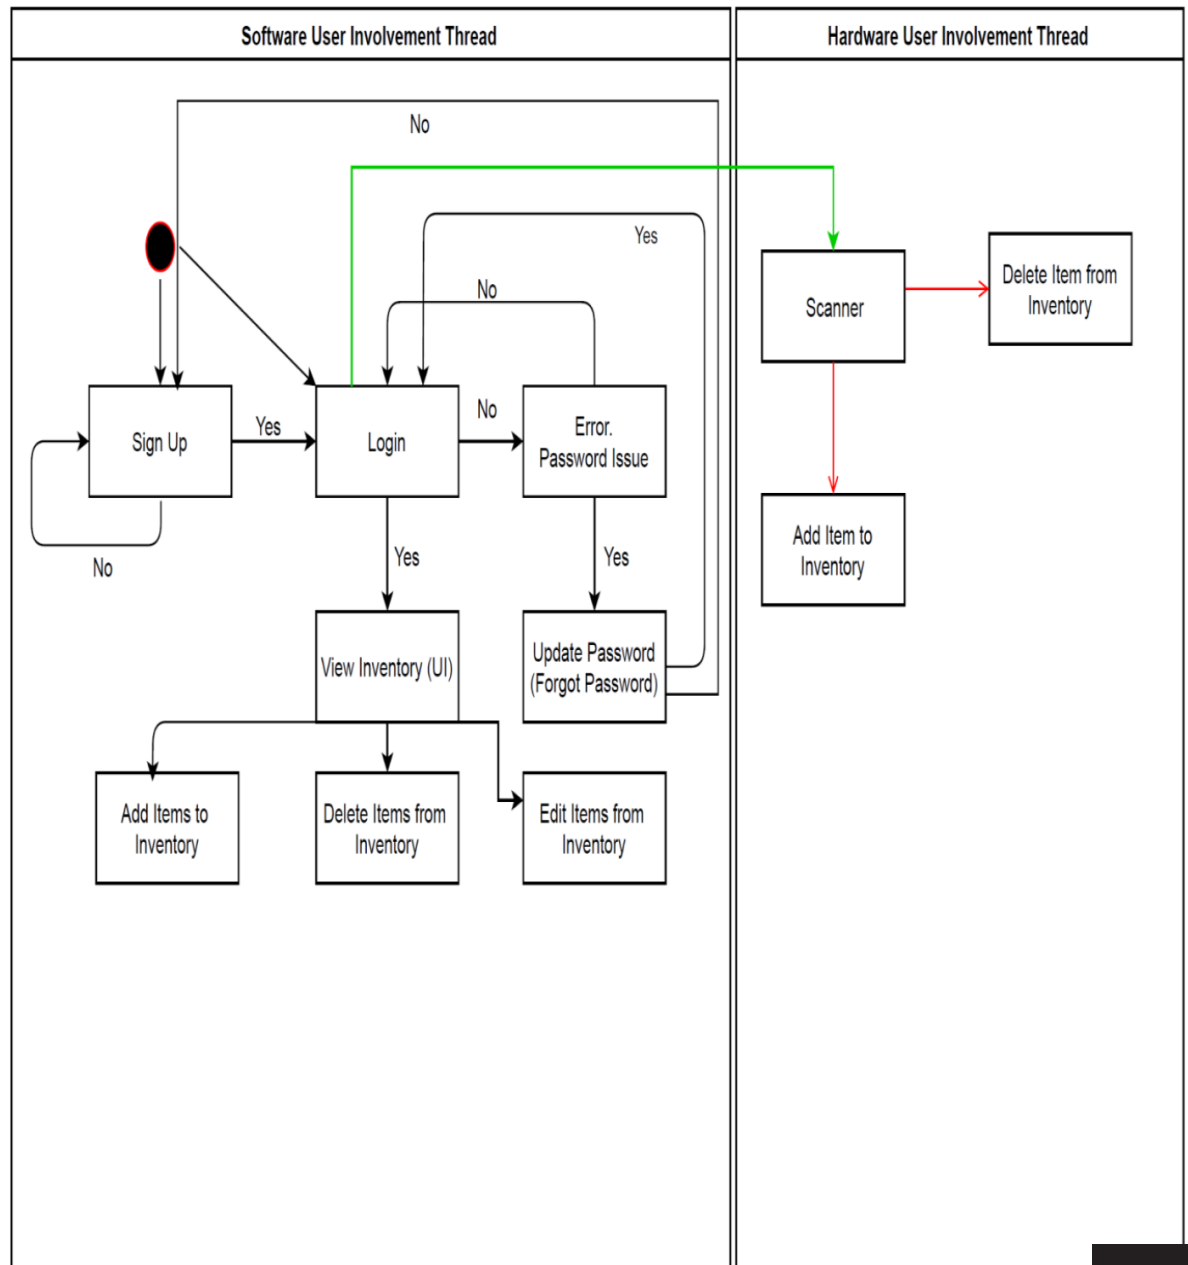 Software User Involvement Thread
Hardware User Involvement Thread
No
Yes
No
Scanner
Delete Item from
Inventory
Sign Up
Yes
Login
No
Error.
Password Issue
No
Yes
Yes
Add Item to
Inventory
View Inventory (UI)
Update Password
(Forgot Password)
Add Items to
Inventory
Delete Items from
Inventory
Edit Items from
Inventory